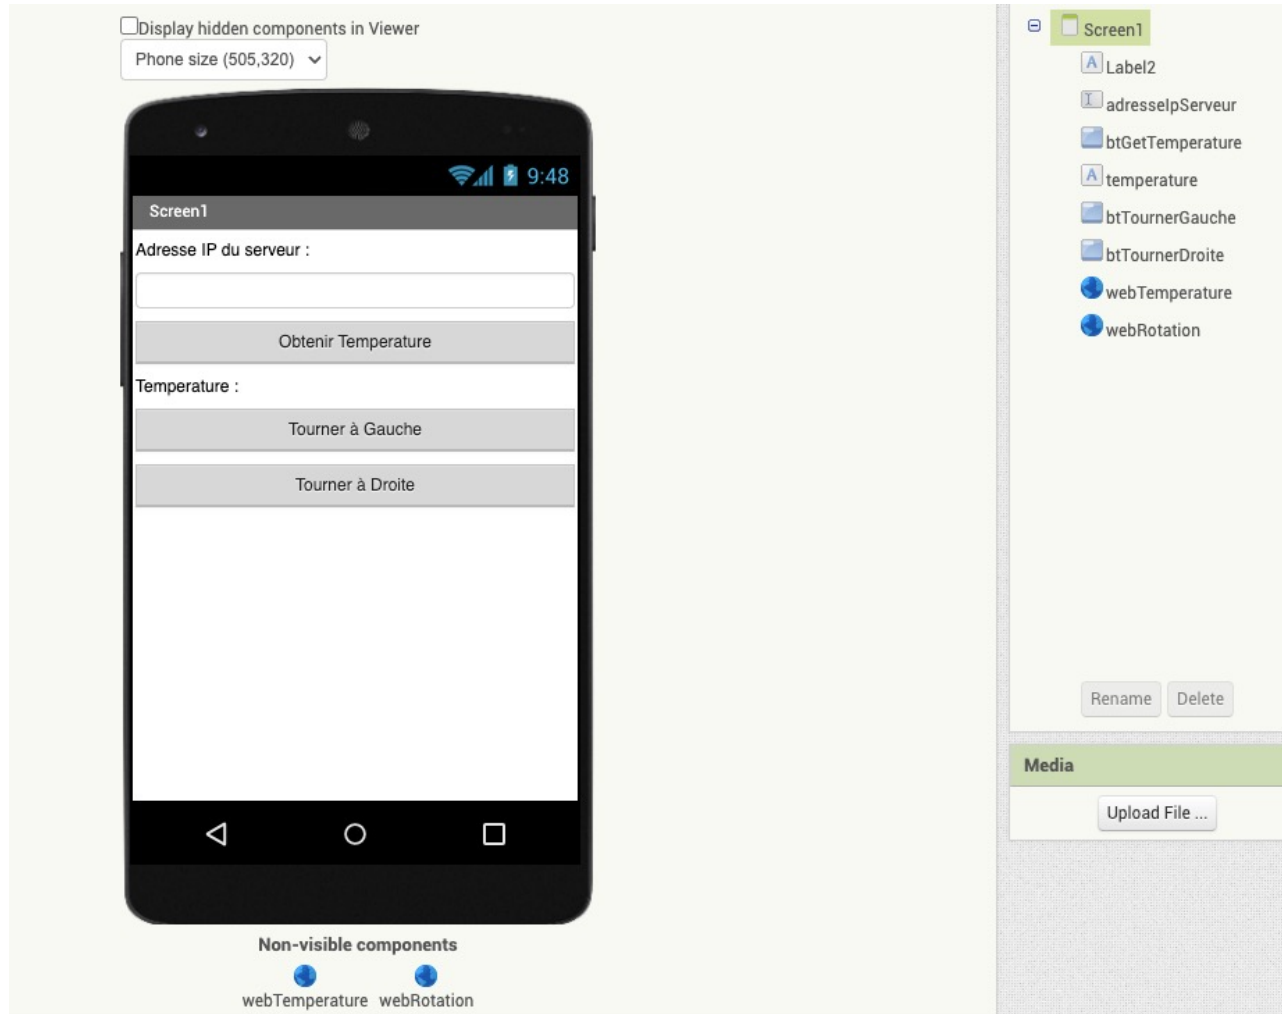 Display hidden components in Viewer
Phone size (505,320)
9:48
Screen1
Adresse IP du serveur :
Obtenir Temperature
Temperature :
Tourner à Gauche
Tourner à Droite
Non-visible components
webTemperature webRotation
Screen1
A Label2
adresseIpServeur
btGetTemperature
A temperature
btTournerGauche
btTournerDroite
webTemperature
webRotation
Rename Delete
Media
Upload File ...